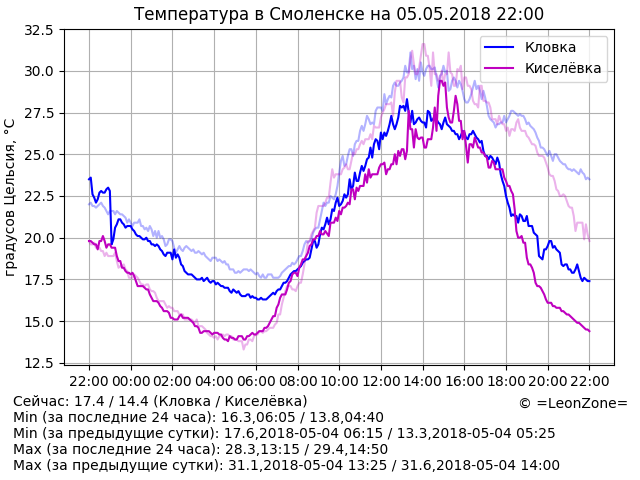 Температура в Смоленске на 05.05.2018 22:00
32.5
30.0
27.5
25.0
22.5
20.0
17.5
15.0
12.5
градусов Цельсия, °C
Кловка
Киселёвка
22:00 00:00 02:00 04:00 06:00 08:00 10:00 12:00 14:00 16:00 18:00 20:00 22:00
Сейчас: 17.4 / 14.4 (Кловка / Киселёвка)
© =LeonZone=
Min (за последние 24 часа): 16.3,06:05 / 13.8,04:40
Min (за предыдущие сутки): 17.6,2018-05-04 06:15 / 13.3,2018-05-04 05:25
Max (за последние 24 часа): 28.3,13:15 / 29.4,14:50
Max (за предыдущие сутки): 31.1,2018-05-04 13:25 / 31.6,2018-05-04 14:00